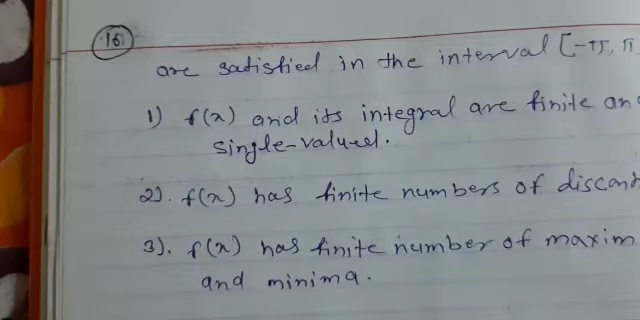 16
are satisfied in the interval [-π, π
1) f(x) and its integral are finite an
single-valued.
2). f(x) has finite numbers of discon
3). f(x) has finite number of maxim
and minima.